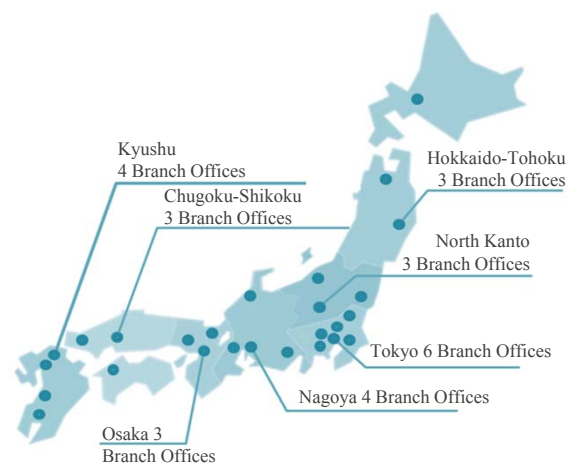 Kyushu
4 Branch Offices
Chugoku-Shikoku
3 Branch Offices
Hokkaido-Tohoku
3 Branch Offices
North Kanto
3 Branch Offices
Tokyo 6 Branch Offices
Nagoya 4 Branch Offices
Osaka 3
Branch Offices